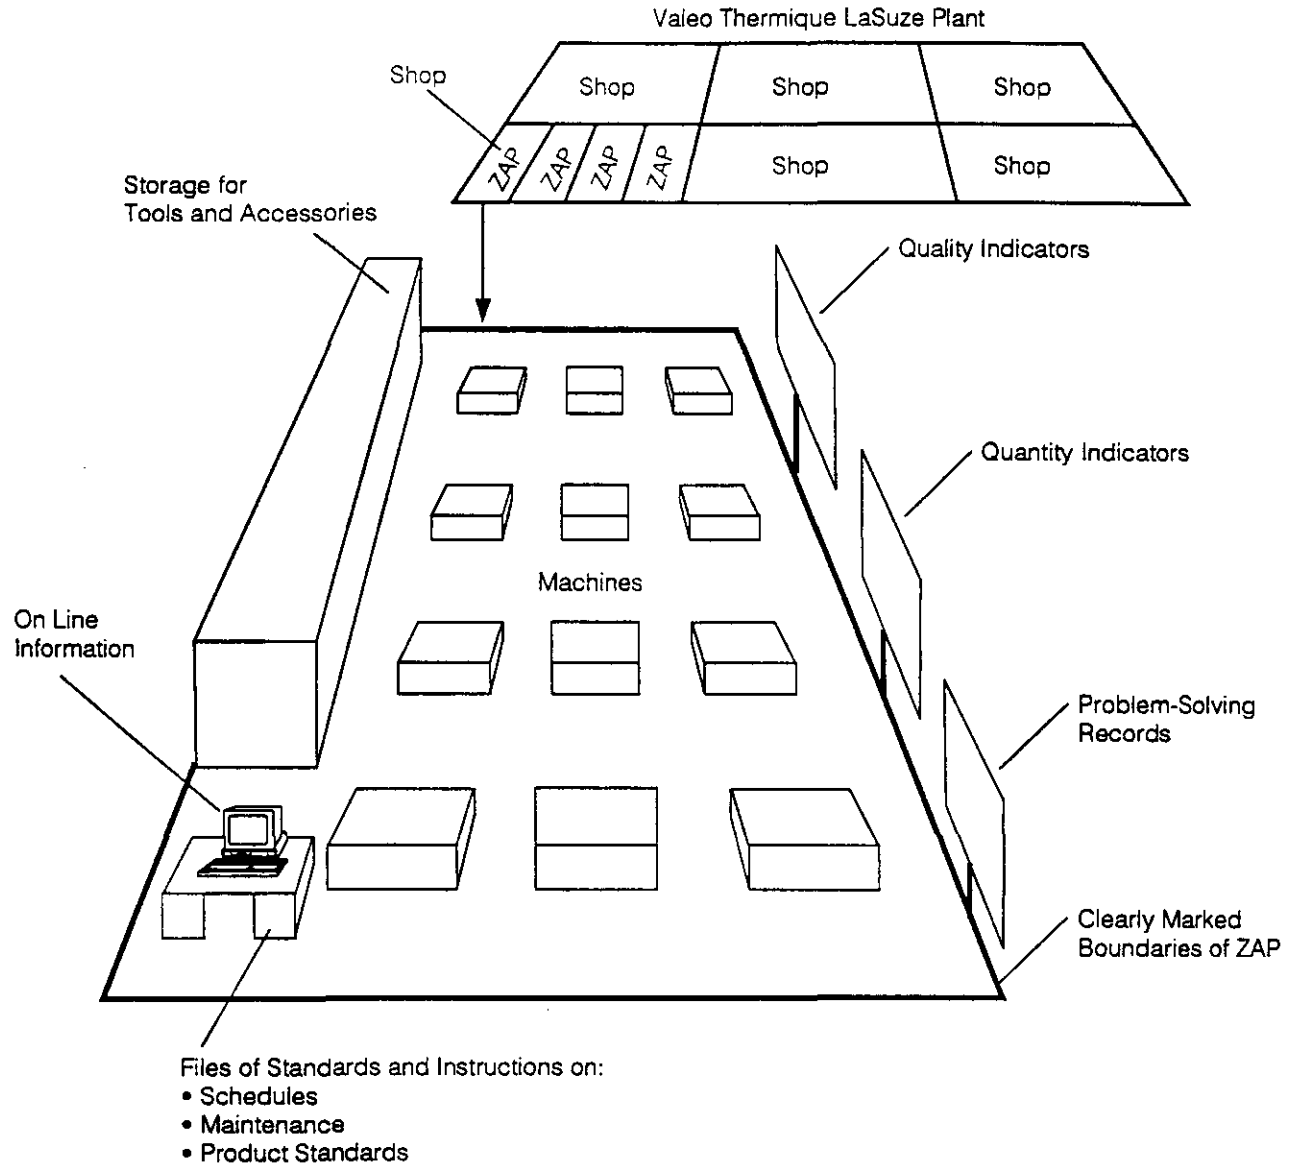 Valeo Thermique LaSuze Plant
Shop
Shop
Shop
Shop
ZAP
ZAP
ZAP
ZAP
Shop
Shop
Storage for
Tools and Accessories
Quality Indicators
Quantity Indicators
Machines
On Line
Information
Problem-Solving
Records
Clearly Marked
Boundaries of ZAP
Files of Standards and Instructions on:
• Schedules
• Maintenance
• Product Standards